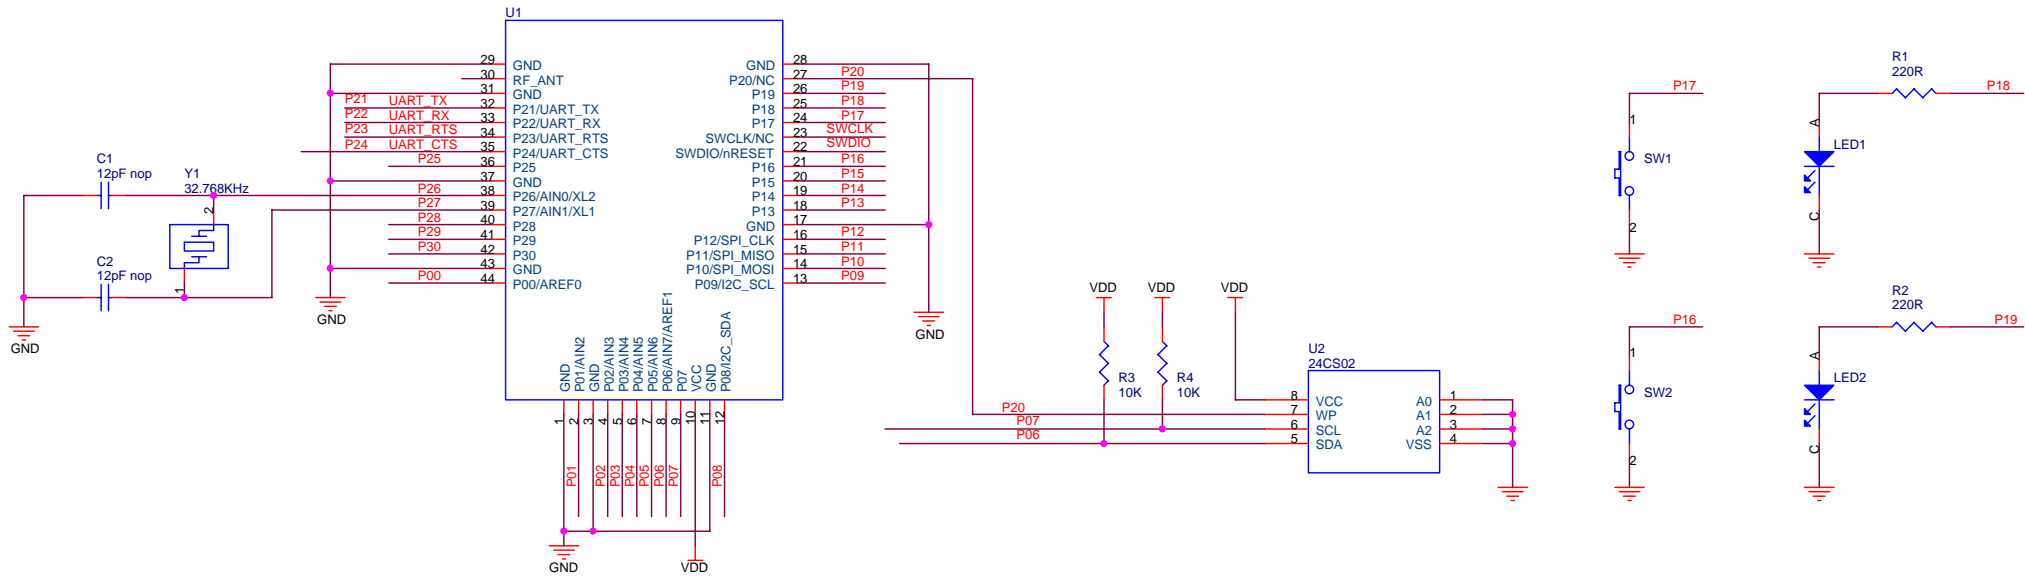 U1
29 GND
30 RF_ANT
31 GND
P21 UART_TX 32 P21/UART_TX
P22 UART_RX 33 P22/UART_RX
P23 UART_RTS 34 P23/UART_RTS
P24 UART_CTS 35 P24/UART_CTS
P25 36 P25
37 GND
P26 38 P26/AIN0/XL2
P27 39 P27/AIN1/XL1
P28 40 P28
P29 41 P29
P30 42 P30
43 GND
P00 44 P00/AREF0
GND 28
P20/NC 27 P20
P19 26 P19
P18 25 P18
P17 24 P17
SWCLK/NC 23 SWCLK
SWDIO/nRESET 22 SWDIO
P16 21 P16
P15 20 P15
P14 19 P14
P13 18 P13
GND 17
P12/SPI_CLK 16 P12
P11/SPI_MISO 15 P11
P10/SPI_MOSI 14 P10
P09/I2C_SCL 13 P09
GND 1
P01/AIN2 2 P01
GND 3
P02/AIN3 4 P02
P03/AIN4 5 P03
P04/AIN5 6 P04
P05/AIN6 7 P05
P06/AIN7/AREF1 8 P06
P07 9 P07
VCC 10
GND 11
P08/I2C_SDA 12 P08
GND
VDD
GND
GND
C1
12pF nop
Y1
32.768KHz
2
1
C2
12pF nop
GND
VDD
VDD
VDD
R3
10K
R4
10K
U2
24CS02
8 VCC
P20 7 WP
P07 6 SCL
P06 5 SDA
A0 1
A1 2
A2 3
VSS 4
P17
1
SW1
2
R1
220R
P18
A
LED1
C
P16
1
SW2
2
R2
220R
P19
A
LED2
C